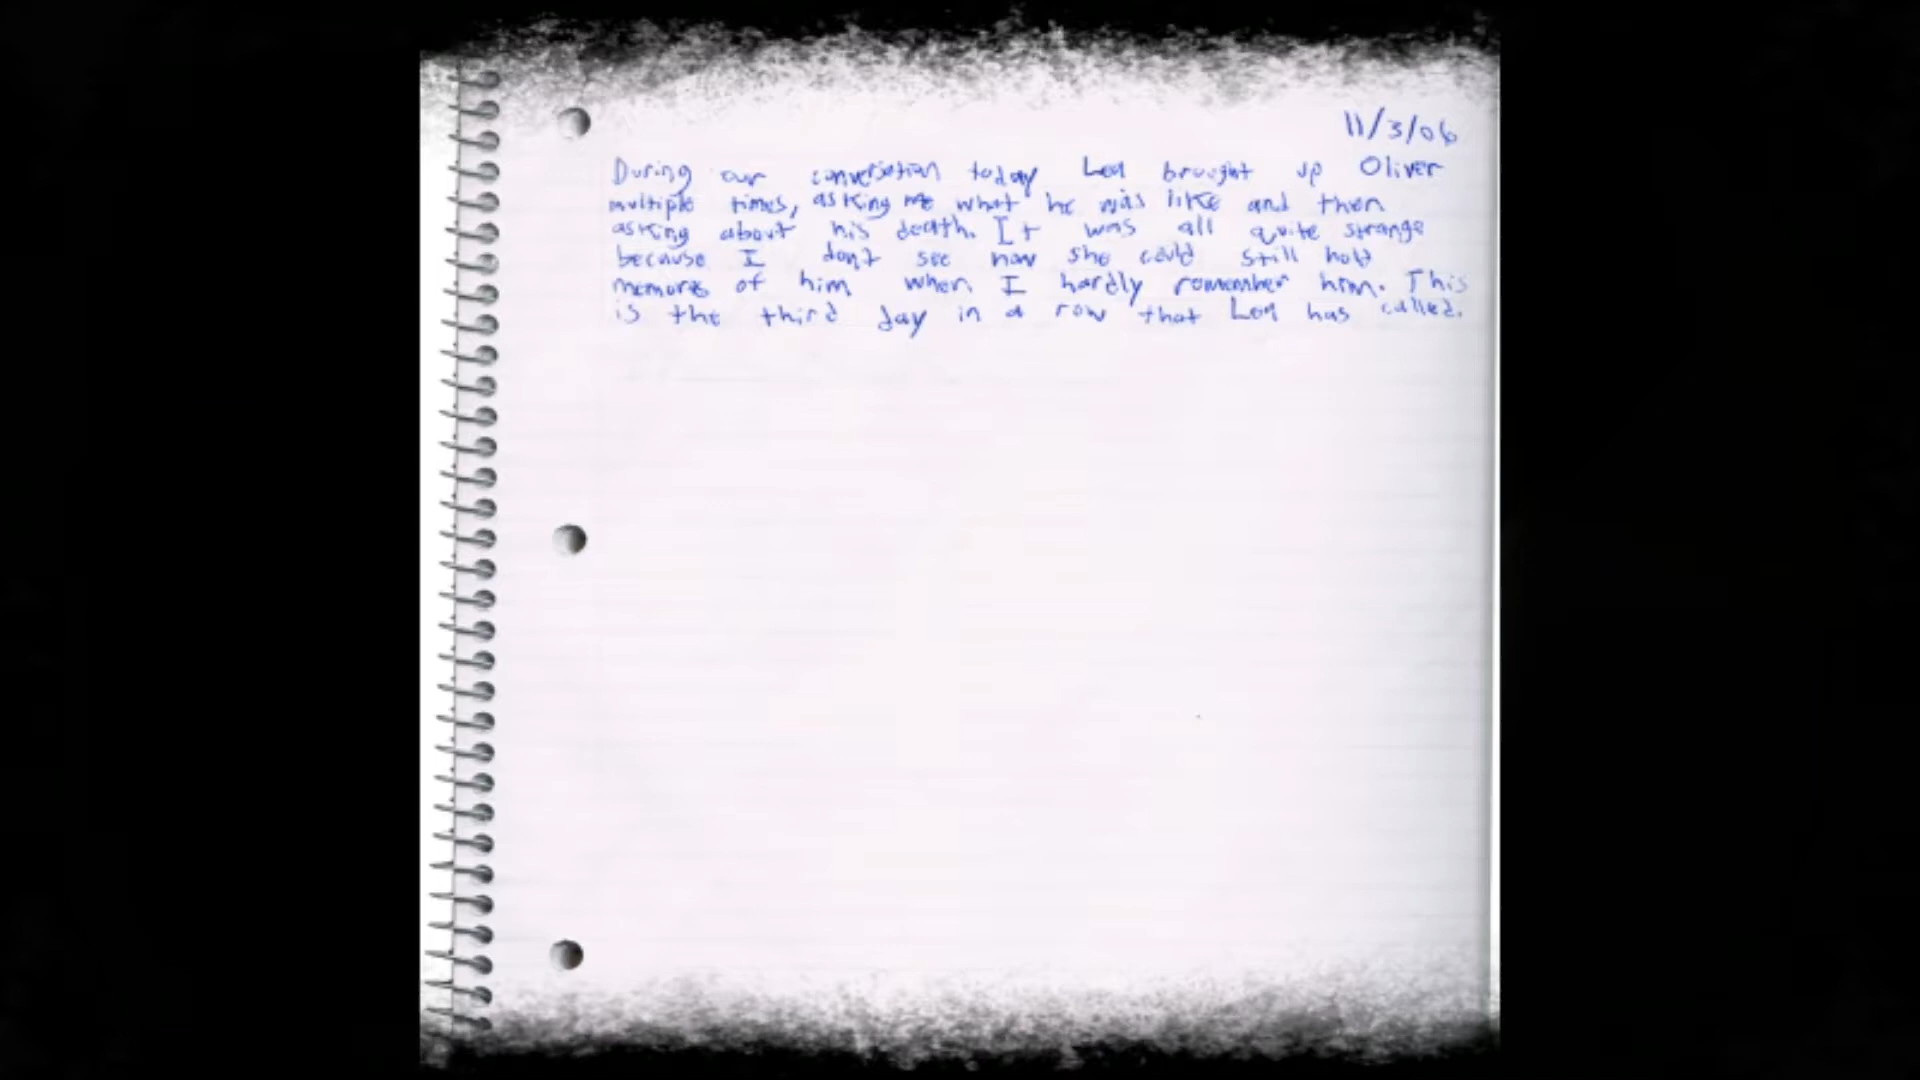 11/3/06
During our conversation today Lea brought up Oliver
multiple times, asking me what he was like and then
asking about his death. It was all quite strange
because I don't see how she could still hold
memories of him when I hardly remember him. This
is the third day in a row that Lea has called.